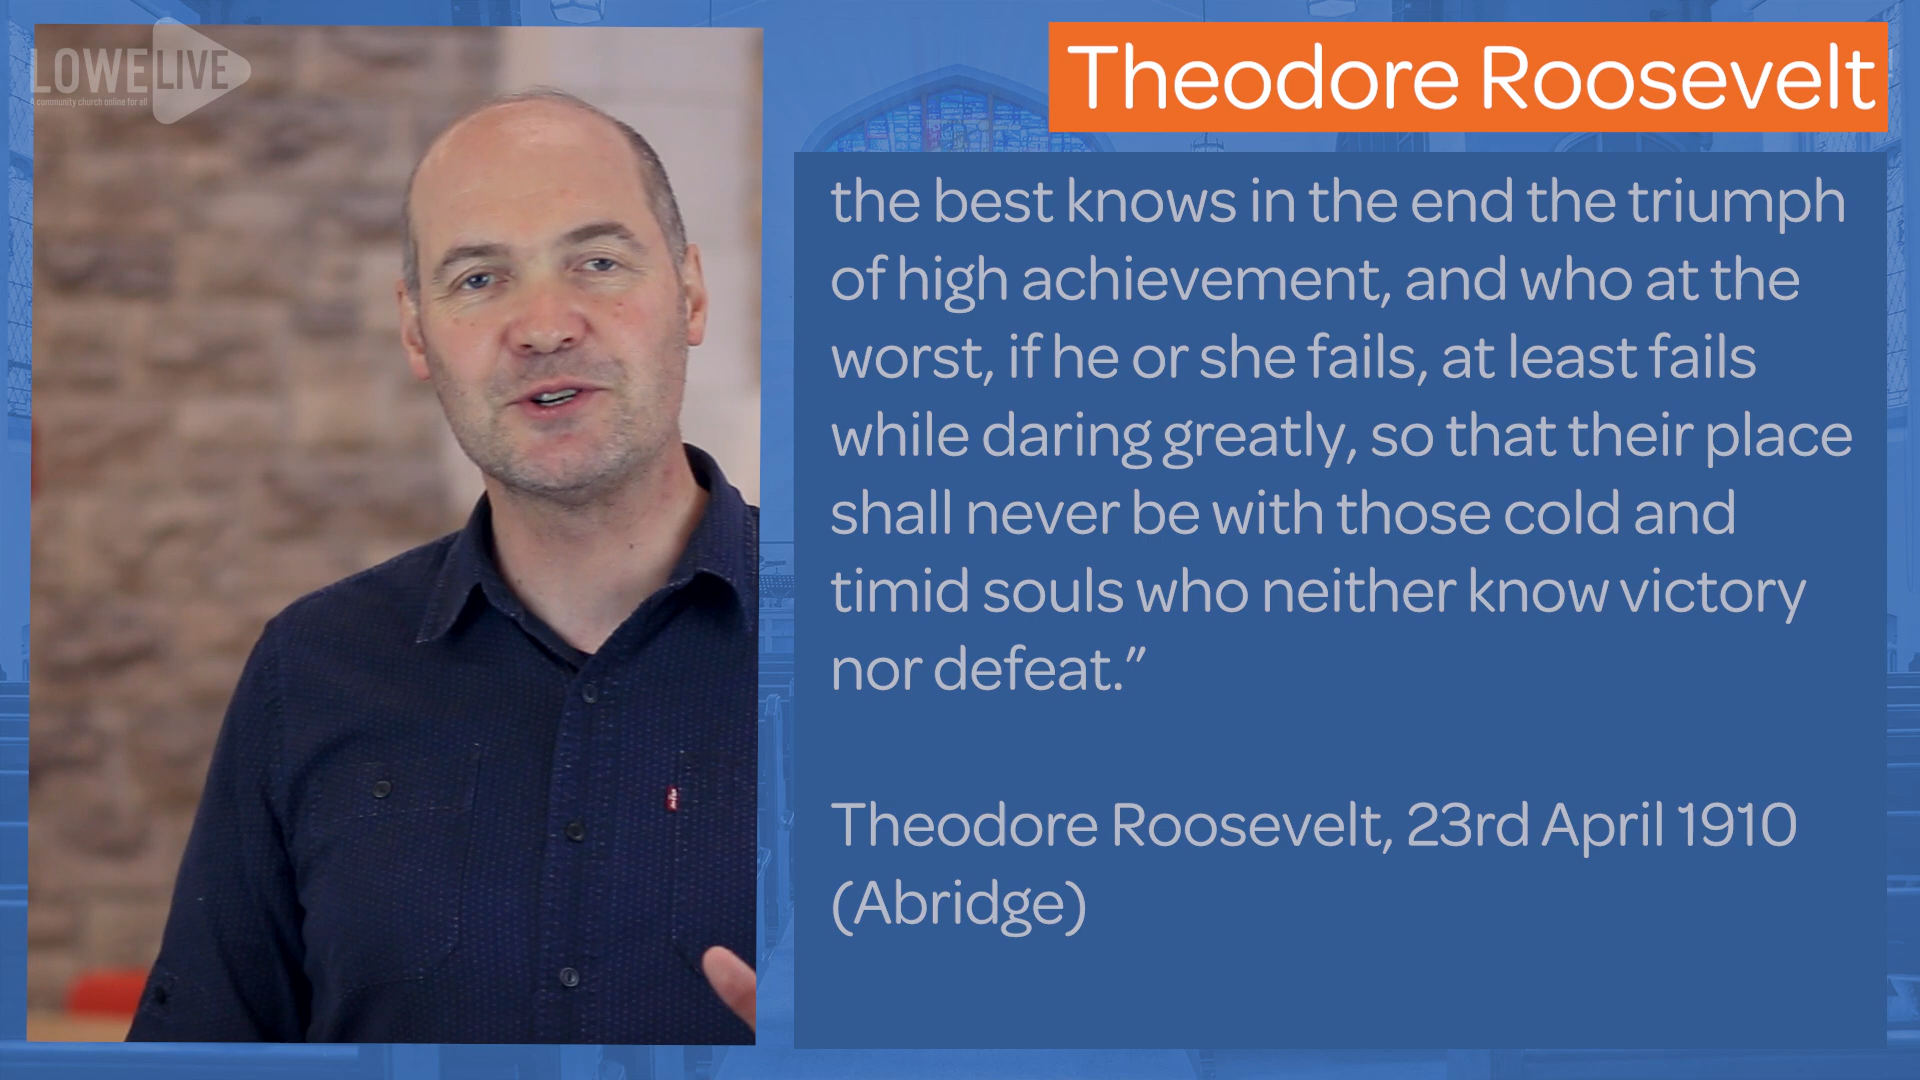 LOWELIVE
A community church online for all
Theodore Roosevelt
the best knows in the end the triumph
of high achievement, and who at the
worst, if he or she fails, at least fails
while daring greatly, so that their place
shall never be with those cold and
timid souls who neither know victory
nor defeat.”
Theodore Roosevelt, 23rd April 1910
(Abridge)